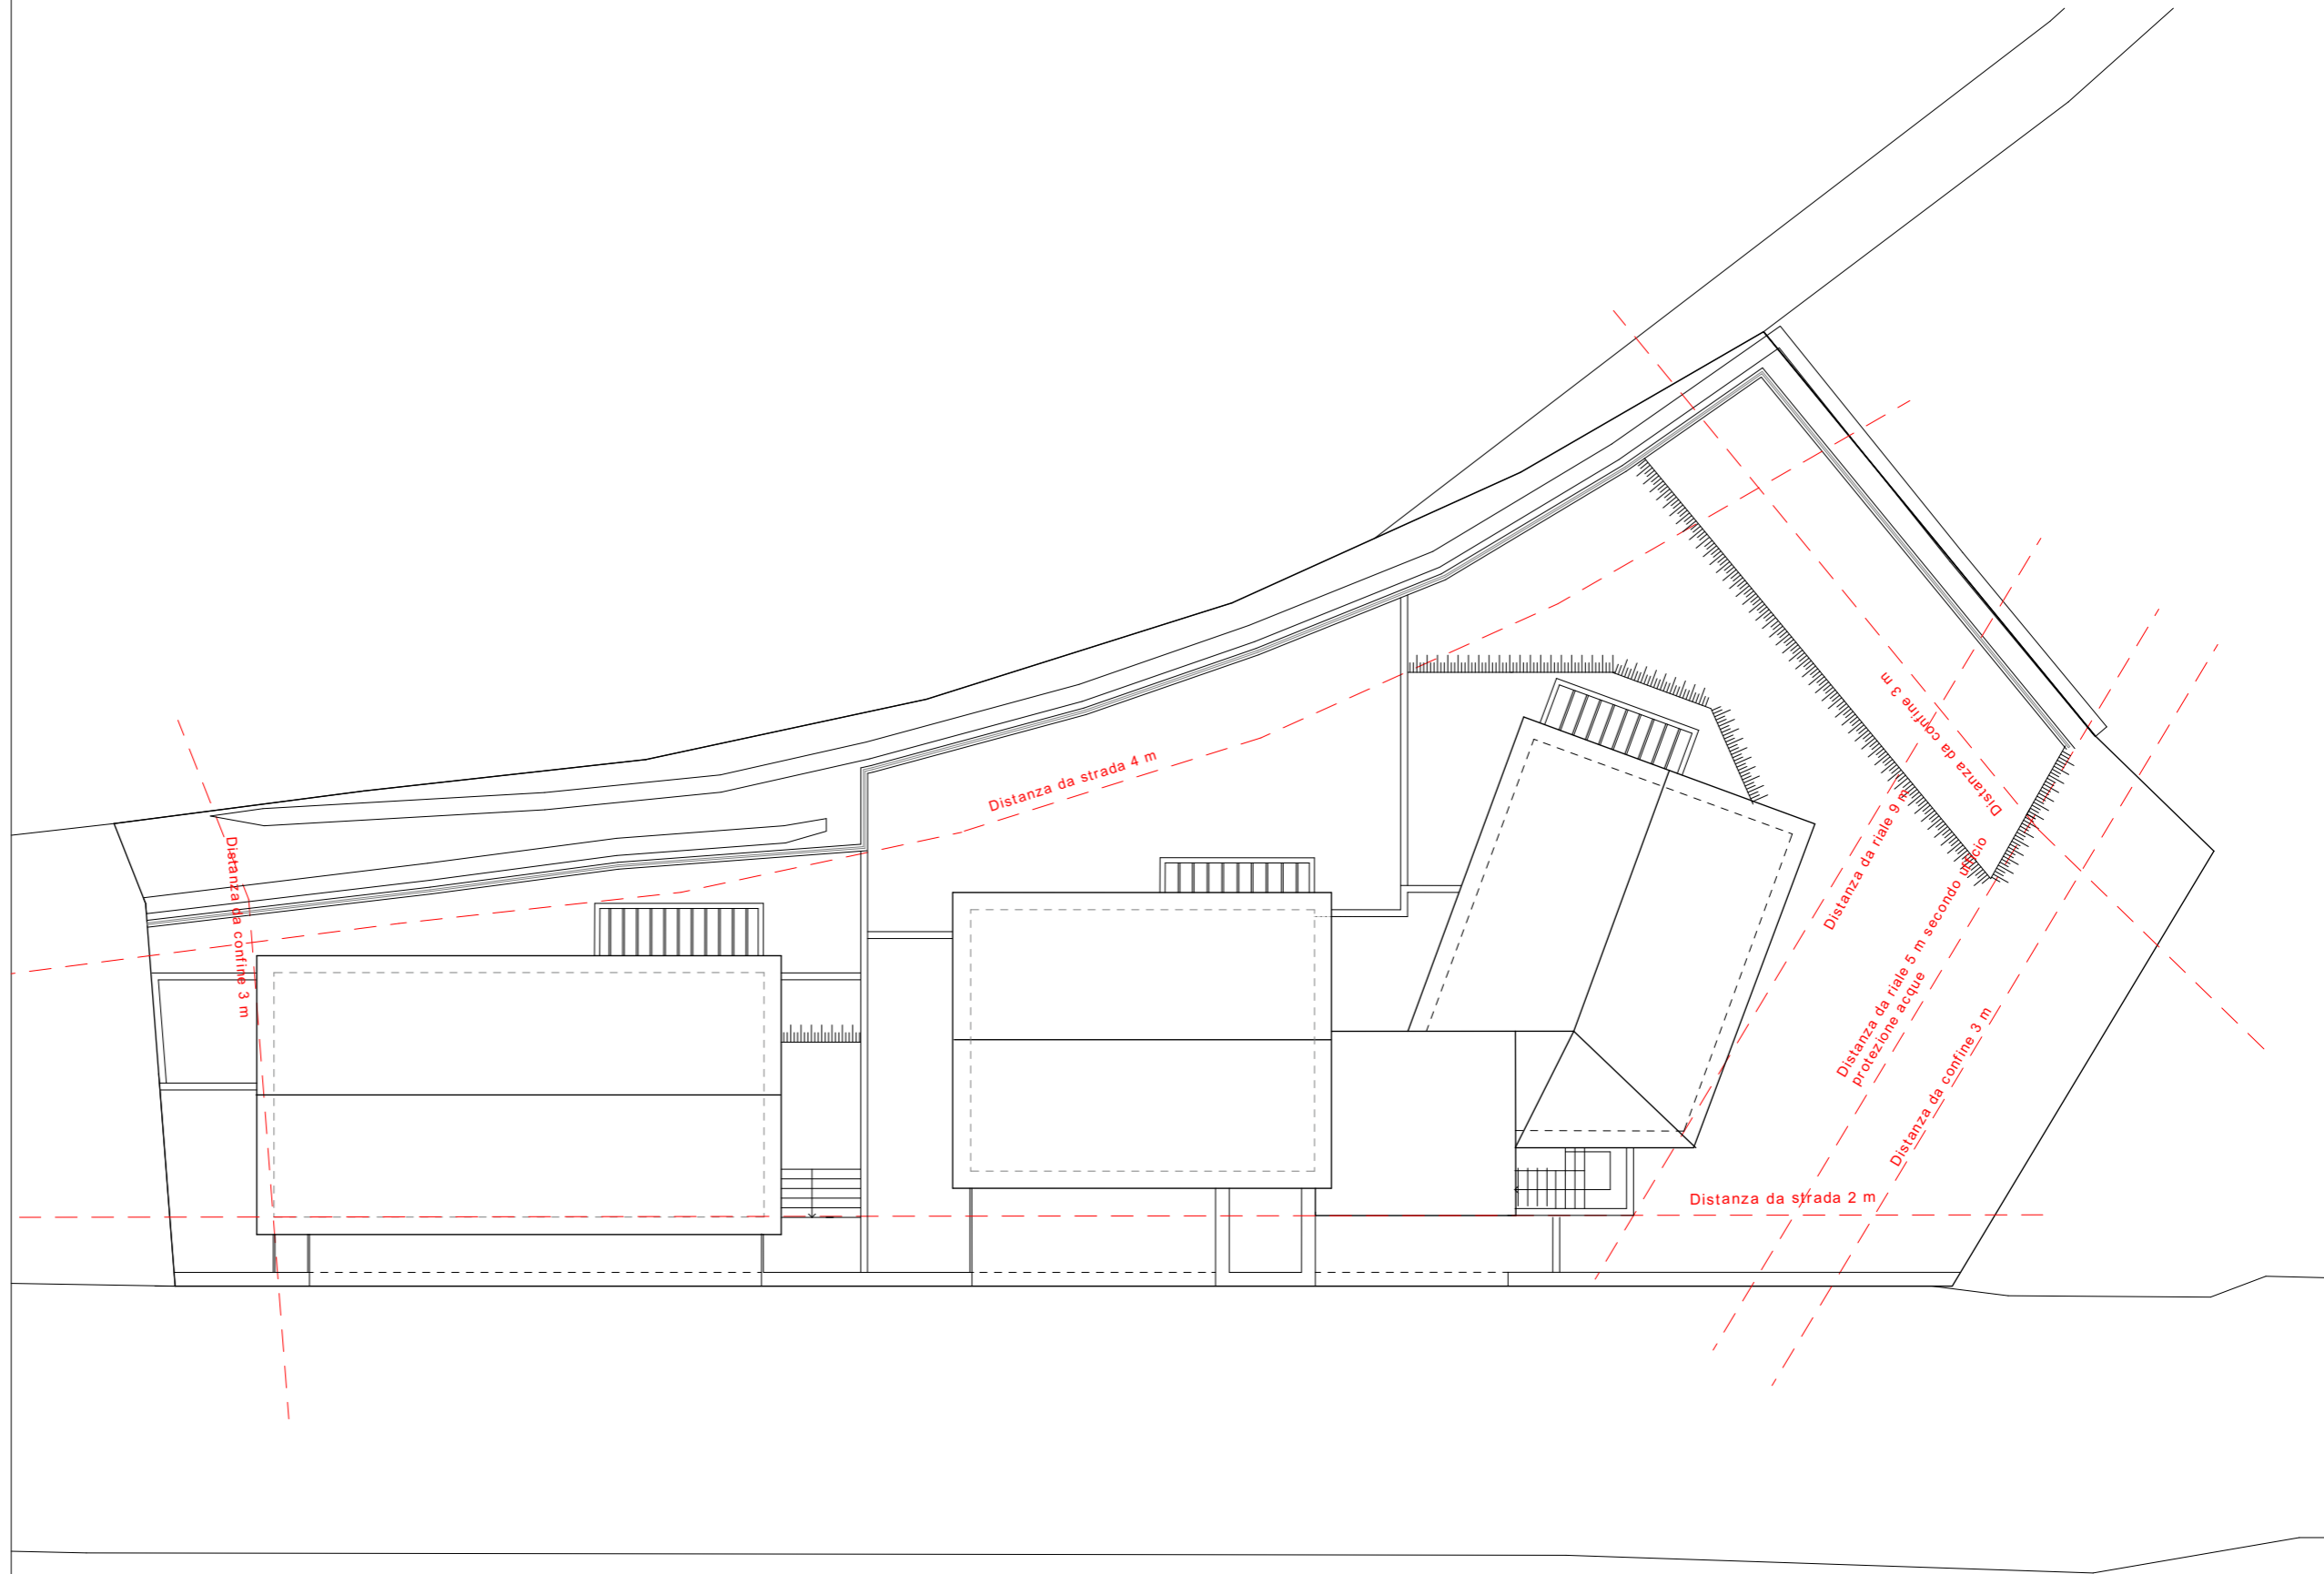 Distanza da confine 3 m
Distanza da strada 4 m
Distanza da confine 3 m
Distanza da riale 9 m
Distanza da riale 5 m secondo ufficio
protezione acque
Distanza da confine 3 m
Distanza da strada 2 m